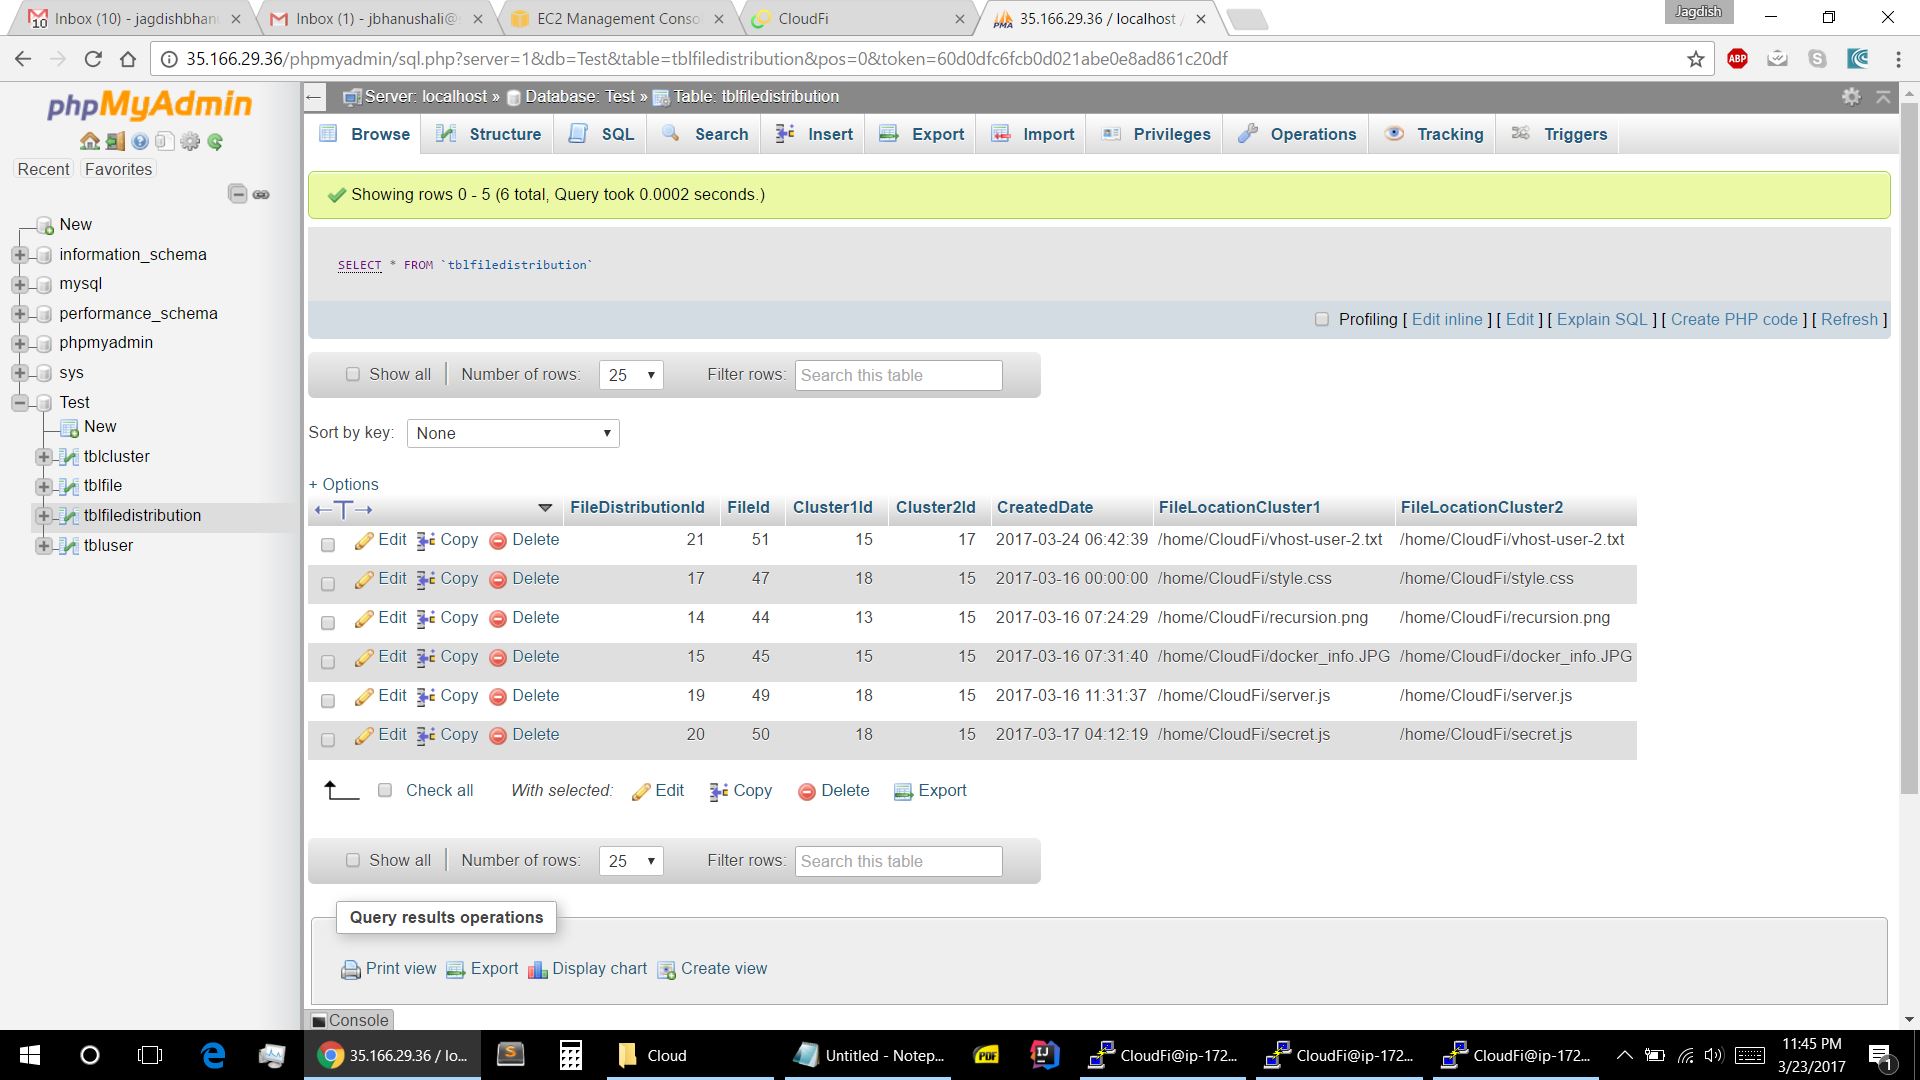 Inbox (10) - jagdishbhanu
Inbox (1) - jbhanushali@
EC2 Management Conso
CloudFi
35.166.29.36 / localhost /
Jagdish
35.166.29.36/phpmyadmin/sql.php?server=1&db=Test&table=tblfiledistribution&pos=0&token=60d0dfc6fcb0d021abe0e8ad861c20df
ABP
phpMyAdmin
Recent Favorites
New
information_schema
mysql
performance_schema
phpmyadmin
sys
Test
New
tblcluster
tblfile
tblfiledistribution
tbluser
Server: localhost » Database: Test » Table: tblfiledistribution
Browse Structure SQL Search Insert Export Import Privileges Operations Tracking Triggers
Showing rows 0 - 5 (6 total, Query took 0.0002 seconds.)
SELECT * FROM `tblfiledistribution`
Profiling [ Edit inline ] [ Edit ] [ Explain SQL ] [ Create PHP code ] [ Refresh ]
Show all Number of rows: 25 Filter rows: Search this table
Sort by key: None
+ Options
FileDistributionId FileId Cluster1Id Cluster2Id CreatedDate FileLocationCluster1 FileLocationCluster2
Edit Copy Delete 21 51 15 17 2017-03-24 06:42:39 /home/CloudFi/vhost-user-2.txt /home/CloudFi/vhost-user-2.txt
Edit Copy Delete 17 47 18 15 2017-03-16 00:00:00 /home/CloudFi/style.css /home/CloudFi/style.css
Edit Copy Delete 14 44 13 15 2017-03-16 07:24:29 /home/CloudFi/recursion.png /home/CloudFi/recursion.png
Edit Copy Delete 15 45 15 15 2017-03-16 07:31:40 /home/CloudFi/docker_info.JPG /home/CloudFi/docker_info.JPG
Edit Copy Delete 19 49 18 15 2017-03-16 11:31:37 /home/CloudFi/server.js /home/CloudFi/server.js
Edit Copy Delete 20 50 18 15 2017-03-17 04:12:19 /home/CloudFi/secret.js /home/CloudFi/secret.js
Check all With selected: Edit Copy Delete Export
Show all Number of rows: 25 Filter rows: Search this table
Query results operations
Print view Export Display chart Create view
Console
35.166.29.36 / lo...
Cloud
Untitled - Notep...
PDF
CloudFi@ip-172...
CloudFi@ip-172...
CloudFi@ip-172...
11:45 PM
3/23/2017
1